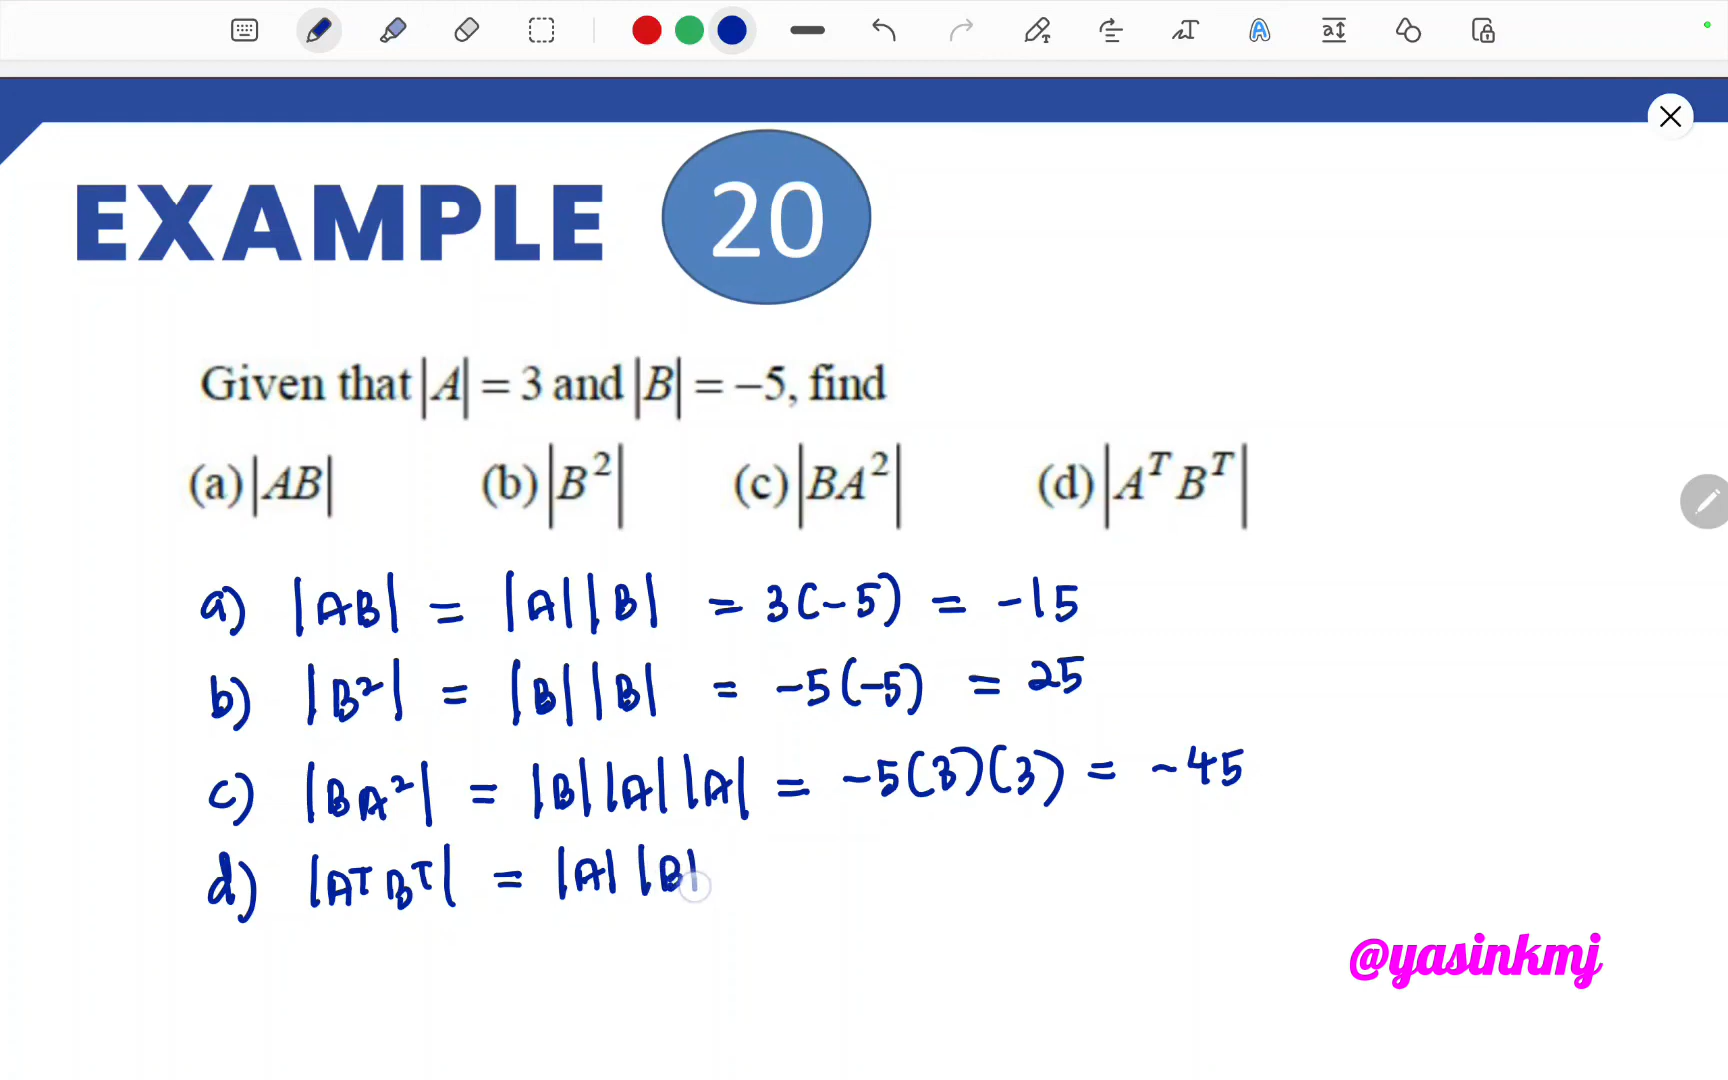 EXAMPLE 20
Given that |A| = 3 and |B| = −5, find
(a) |AB| (b) |B²| (c) |BA²| (d) |AᵀBᵀ|
a) |AB| = |A||B| = 3(-5) = -15
b) |B²| = |B||B| = -5(-5) = 25
c) |BA²| = |B||A||A| = -5(3)(3) = -45
d) |AᵀBᵀ| = |A||B|
@yasinkmj